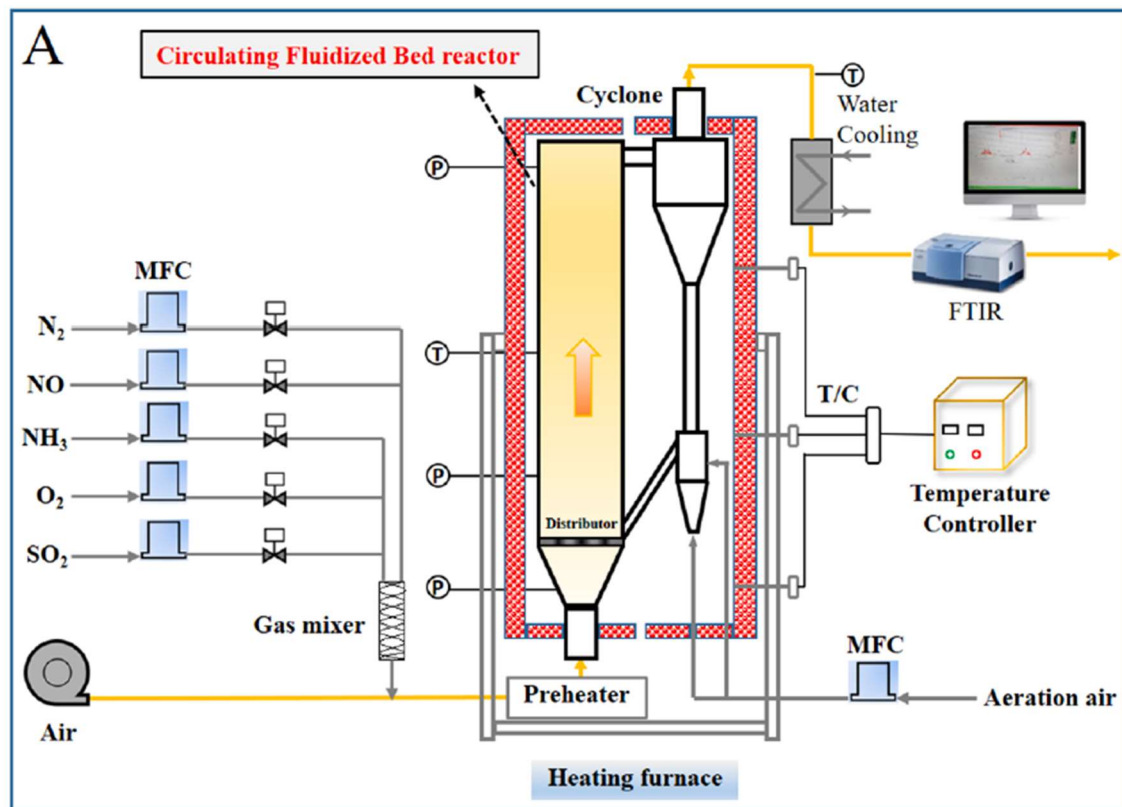 A
Circulating Fluidized Bed reactor
Cyclone
T
Water
Cooling
P
MFC
FTIR
N₂
NO
T
T/C
NH₃
O₂
P
Distributor
Temperature
Controller
SO₂
P
Gas mixer
MFC
Preheater
Aeration air
Air
Heating furnace